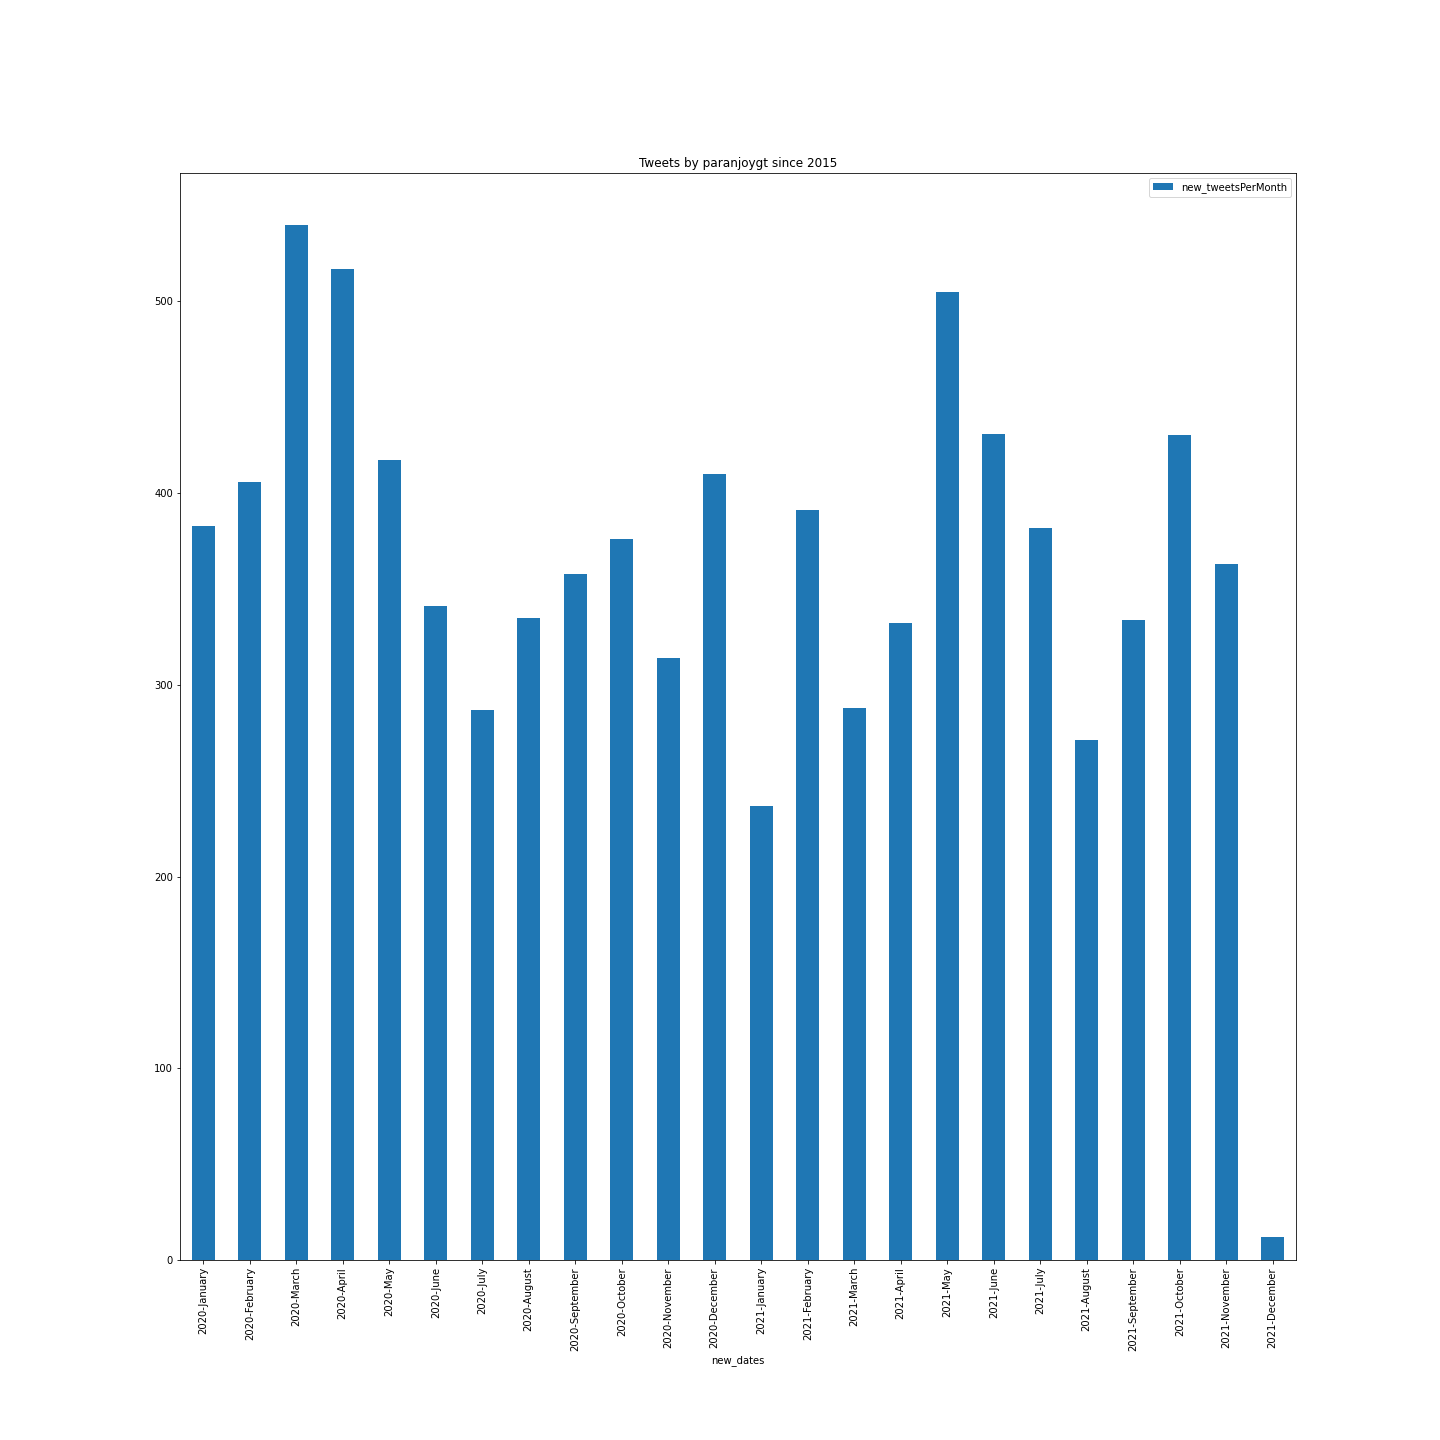 Tweets by paranjoygt since 2015
new_tweetsPerMonth
500
400
300
200
100
0
2020-January
2020-February
2020-March
2020-April
2020-May
2020-June
2020-July
2020-August
2020-September
2020-October
2020-November
2020-December
2021-January
2021-February
2021-March
2021-April
2021-May
2021-June
2021-July
2021-August
2021-September
2021-October
2021-November
2021-December
new_dates